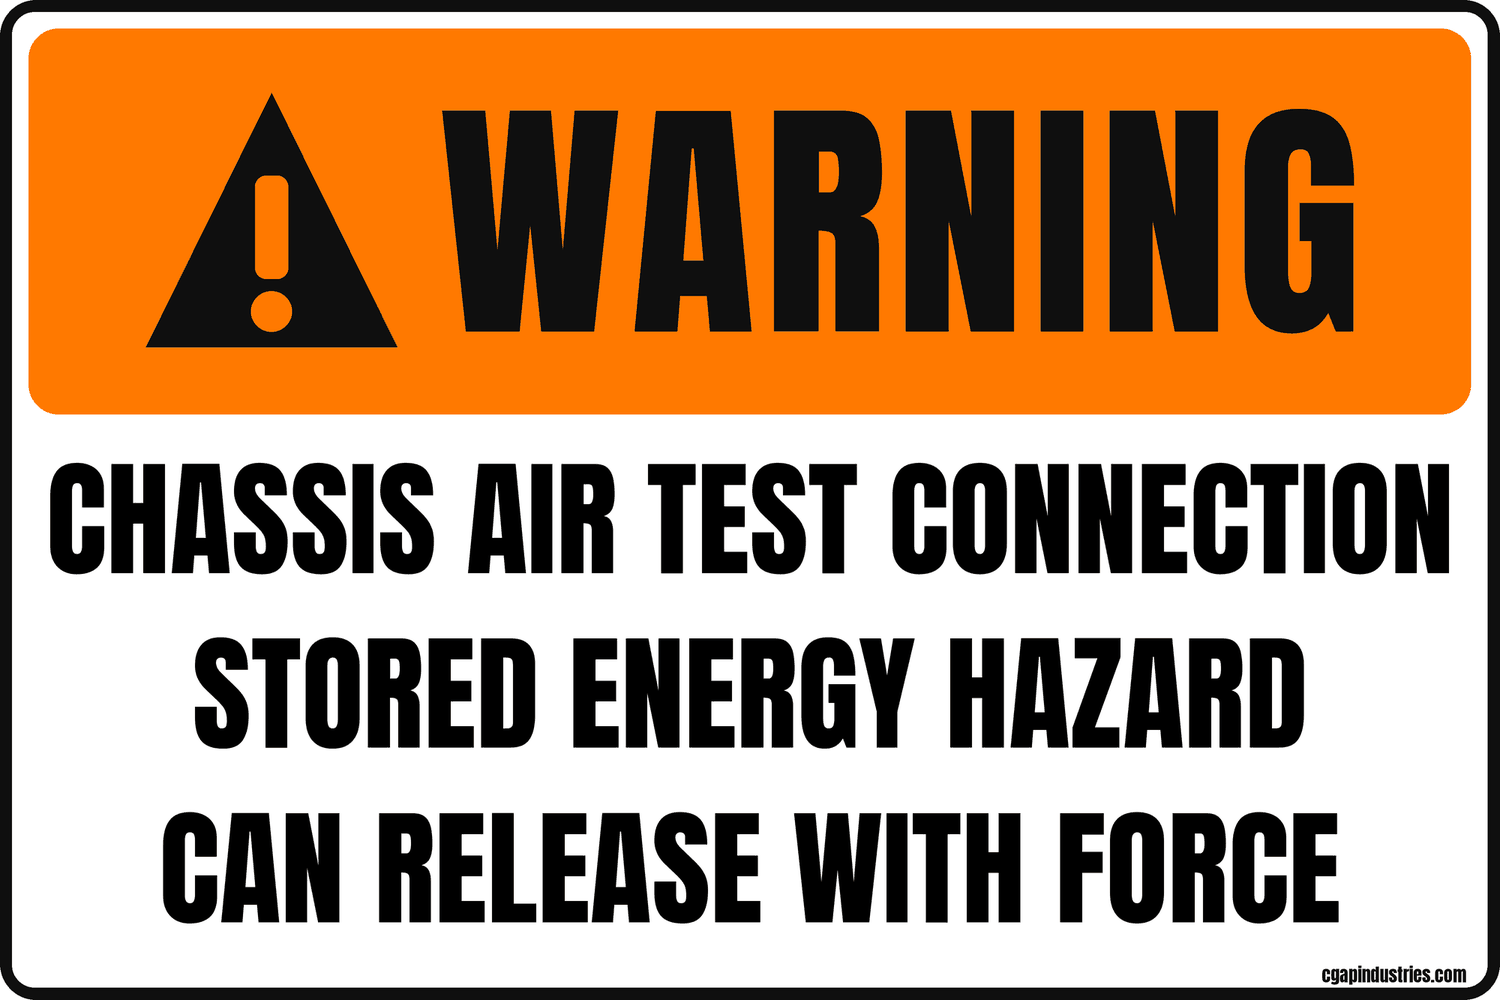 WARNING
CHASSIS AIR TEST CONNECTION
STORED ENERGY HAZARD
CAN RELEASE WITH FORCE
cgapindustries.com